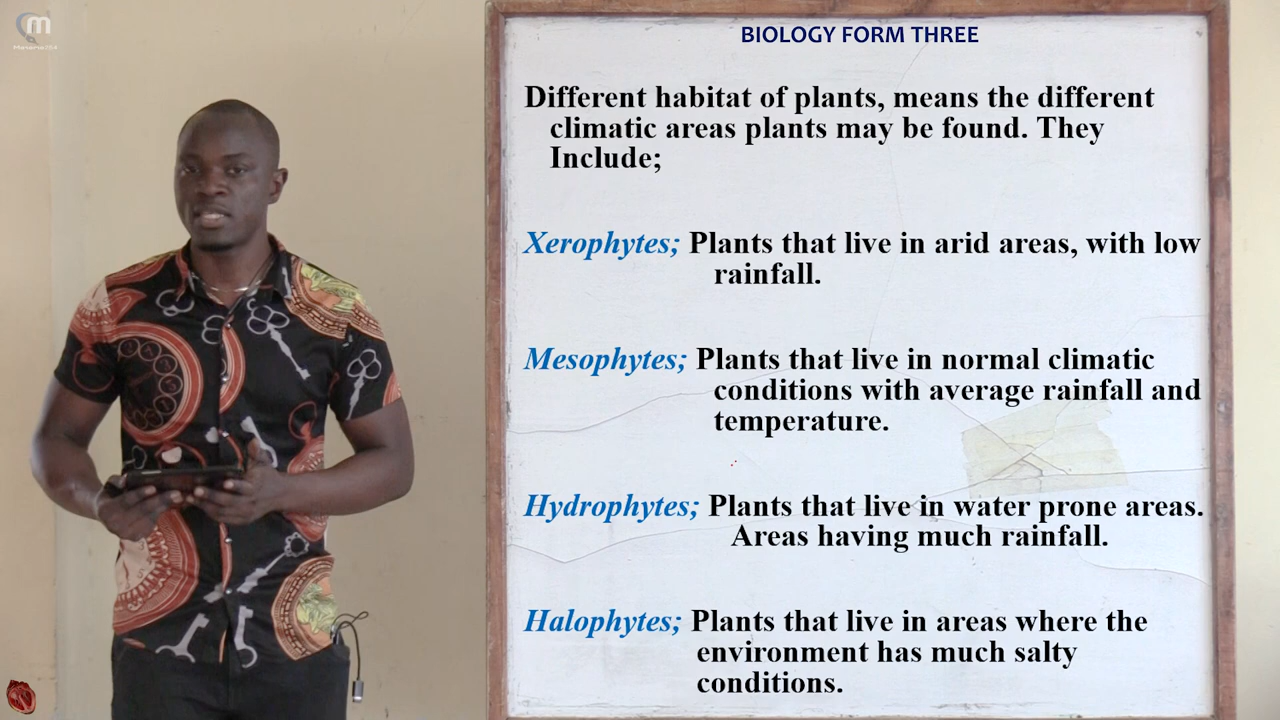 BIOLOGY FORM THREE
Different habitat of plants, means the different
climatic areas plants may be found. They
Include;
Xerophytes; Plants that live in arid areas, with low
rainfall.
Mesophytes; Plants that live in normal climatic
conditions with average rainfall and
temperature.
Hydrophytes; Plants that live in water prone areas.
Areas having much rainfall.
Halophytes; Plants that live in areas where the
environment has much salty
conditions.